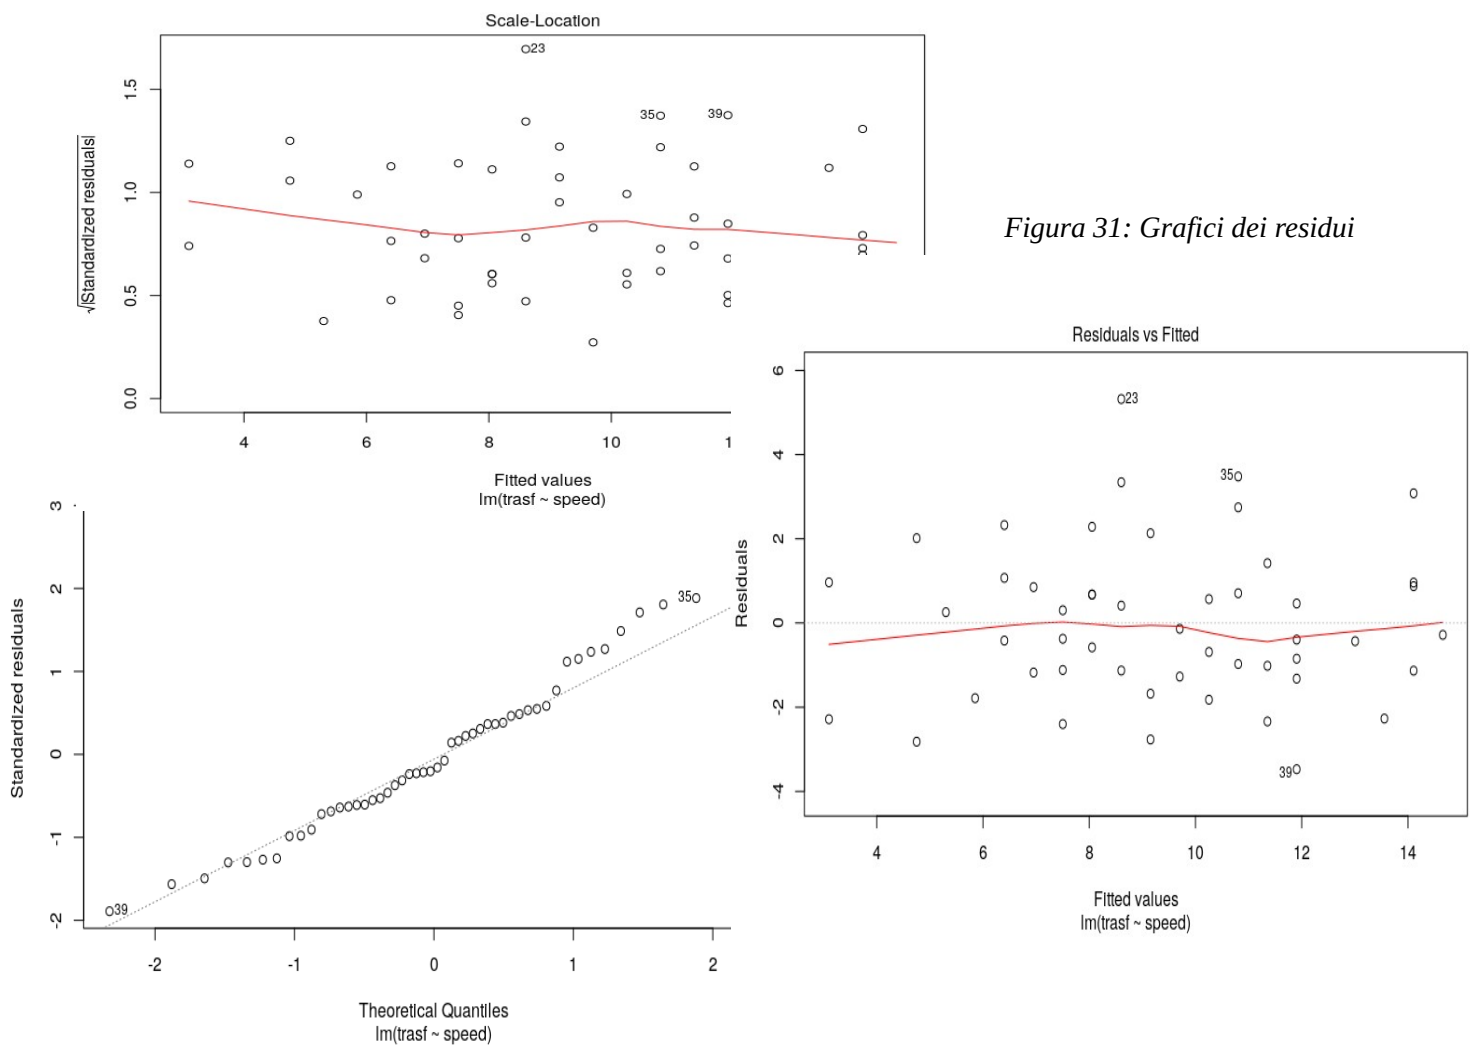 Scale-Location
23
35
39
1.5
1.0
0.5
0.0
√|Standardized residuals|
4 6 8 10 1
Fitted values
lm(trasf ~ speed)
Figura 31: Grafici dei residui
Residuals vs Fitted
23
35
39
6
4
2
0
-2
-4
Residuals
4 6 8 10 12 14
Fitted values
lm(trasf ~ speed)
3
2
1
0
-1
-2
Standardized residuals
35
39
-2 -1 0 1 2
Theoretical Quantiles
lm(trasf ~ speed)